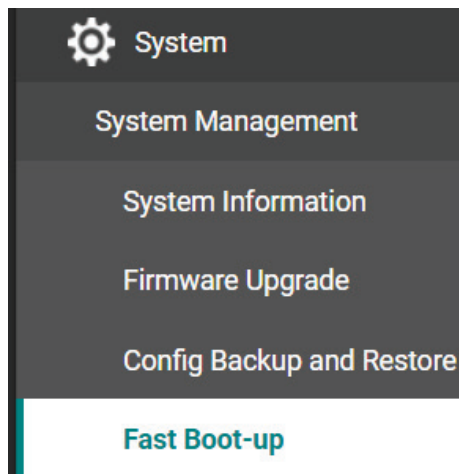 System
System Management
System Information
Firmware Upgrade
Config Backup and Restore
Fast Boot-up